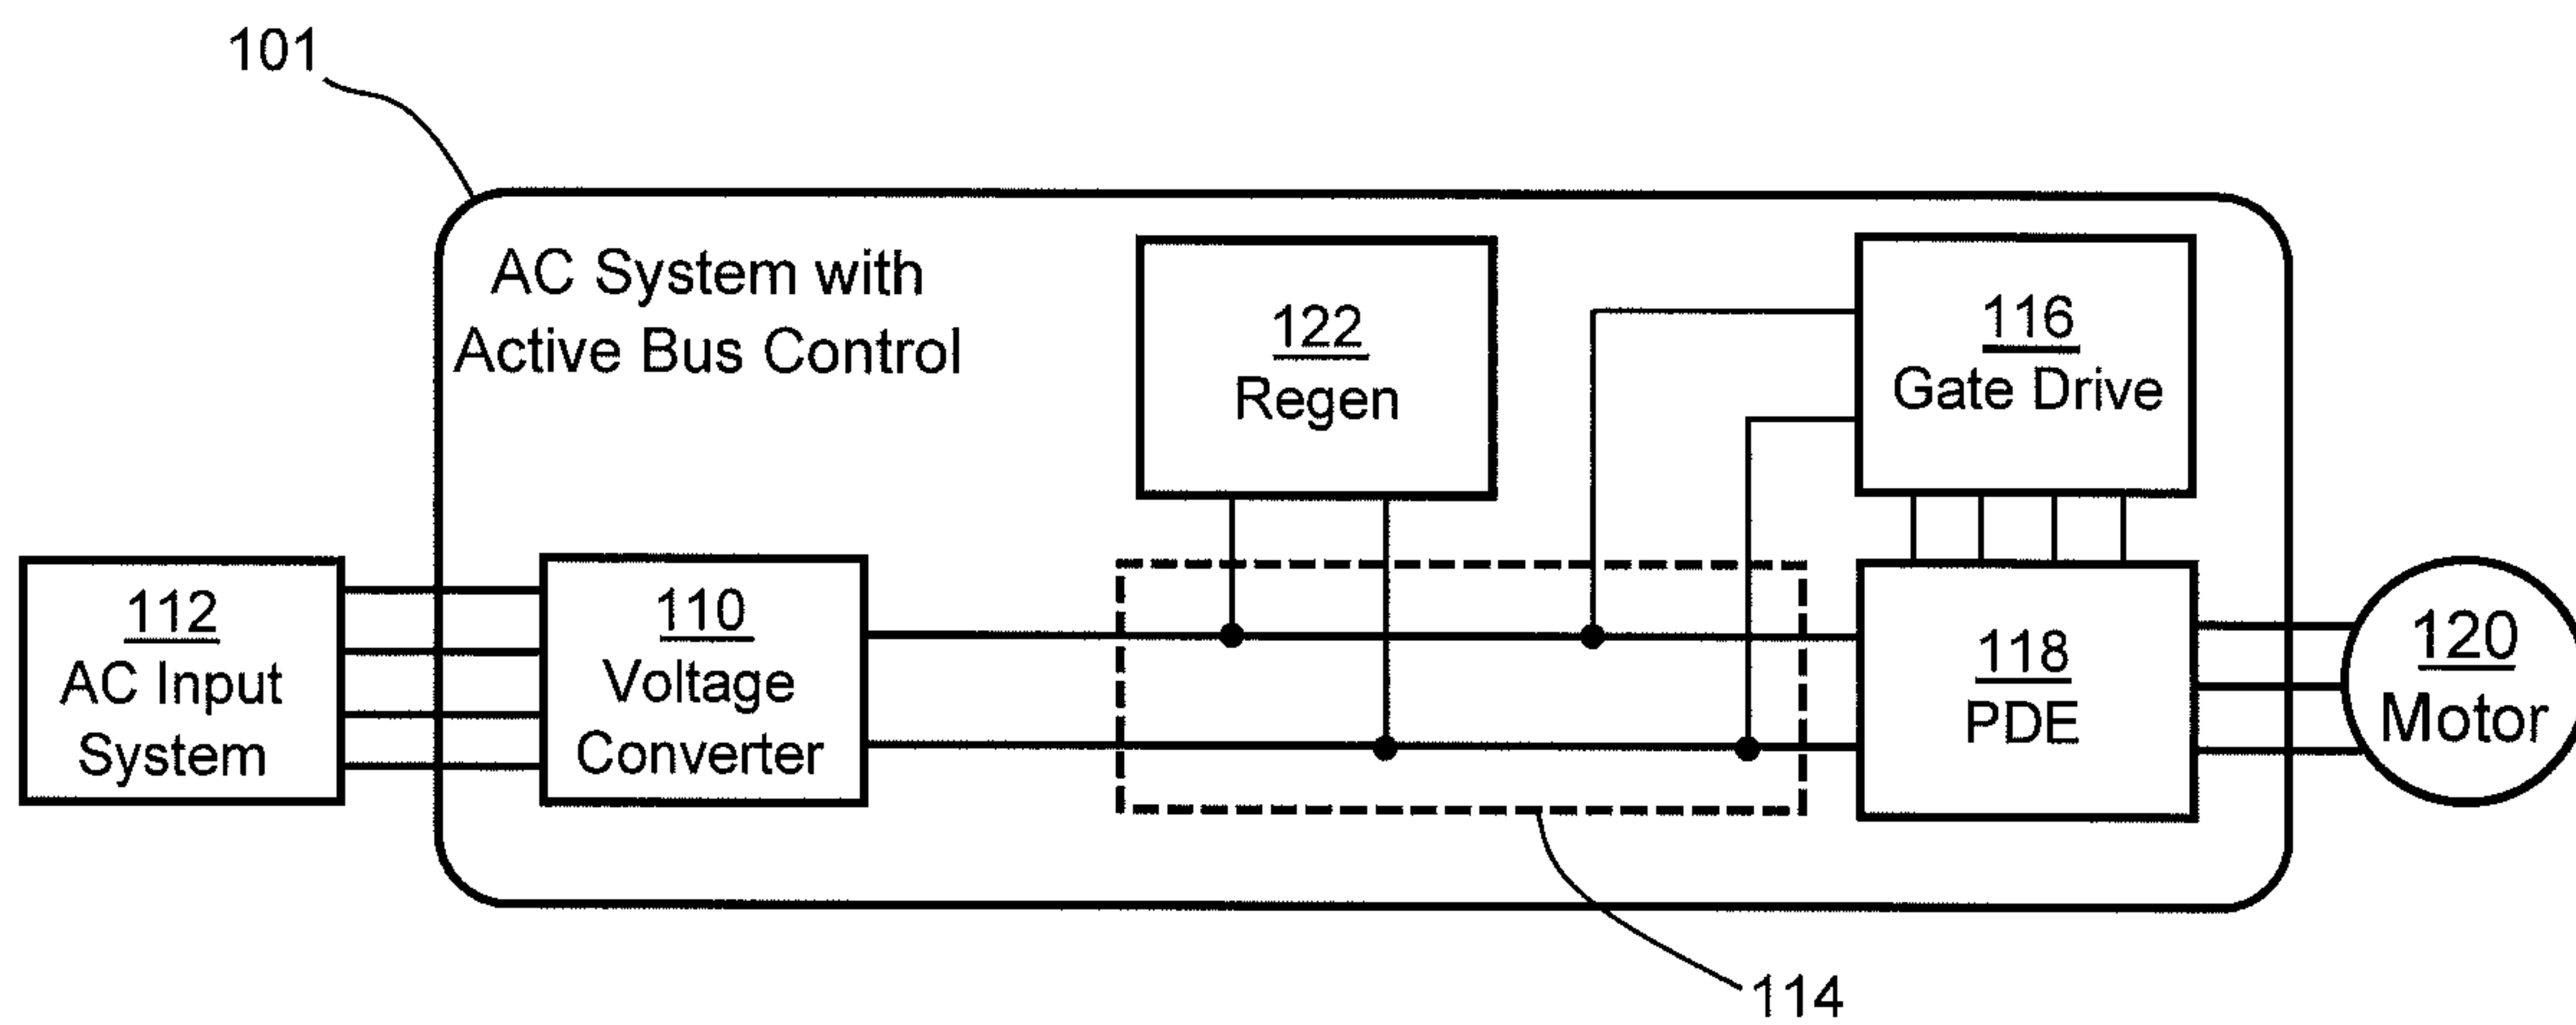 101
AC System with
Active Bus Control
122
Regen
116
Gate Drive
112
AC Input
System
110
Voltage
Converter
118
PDE
120
Motor
114